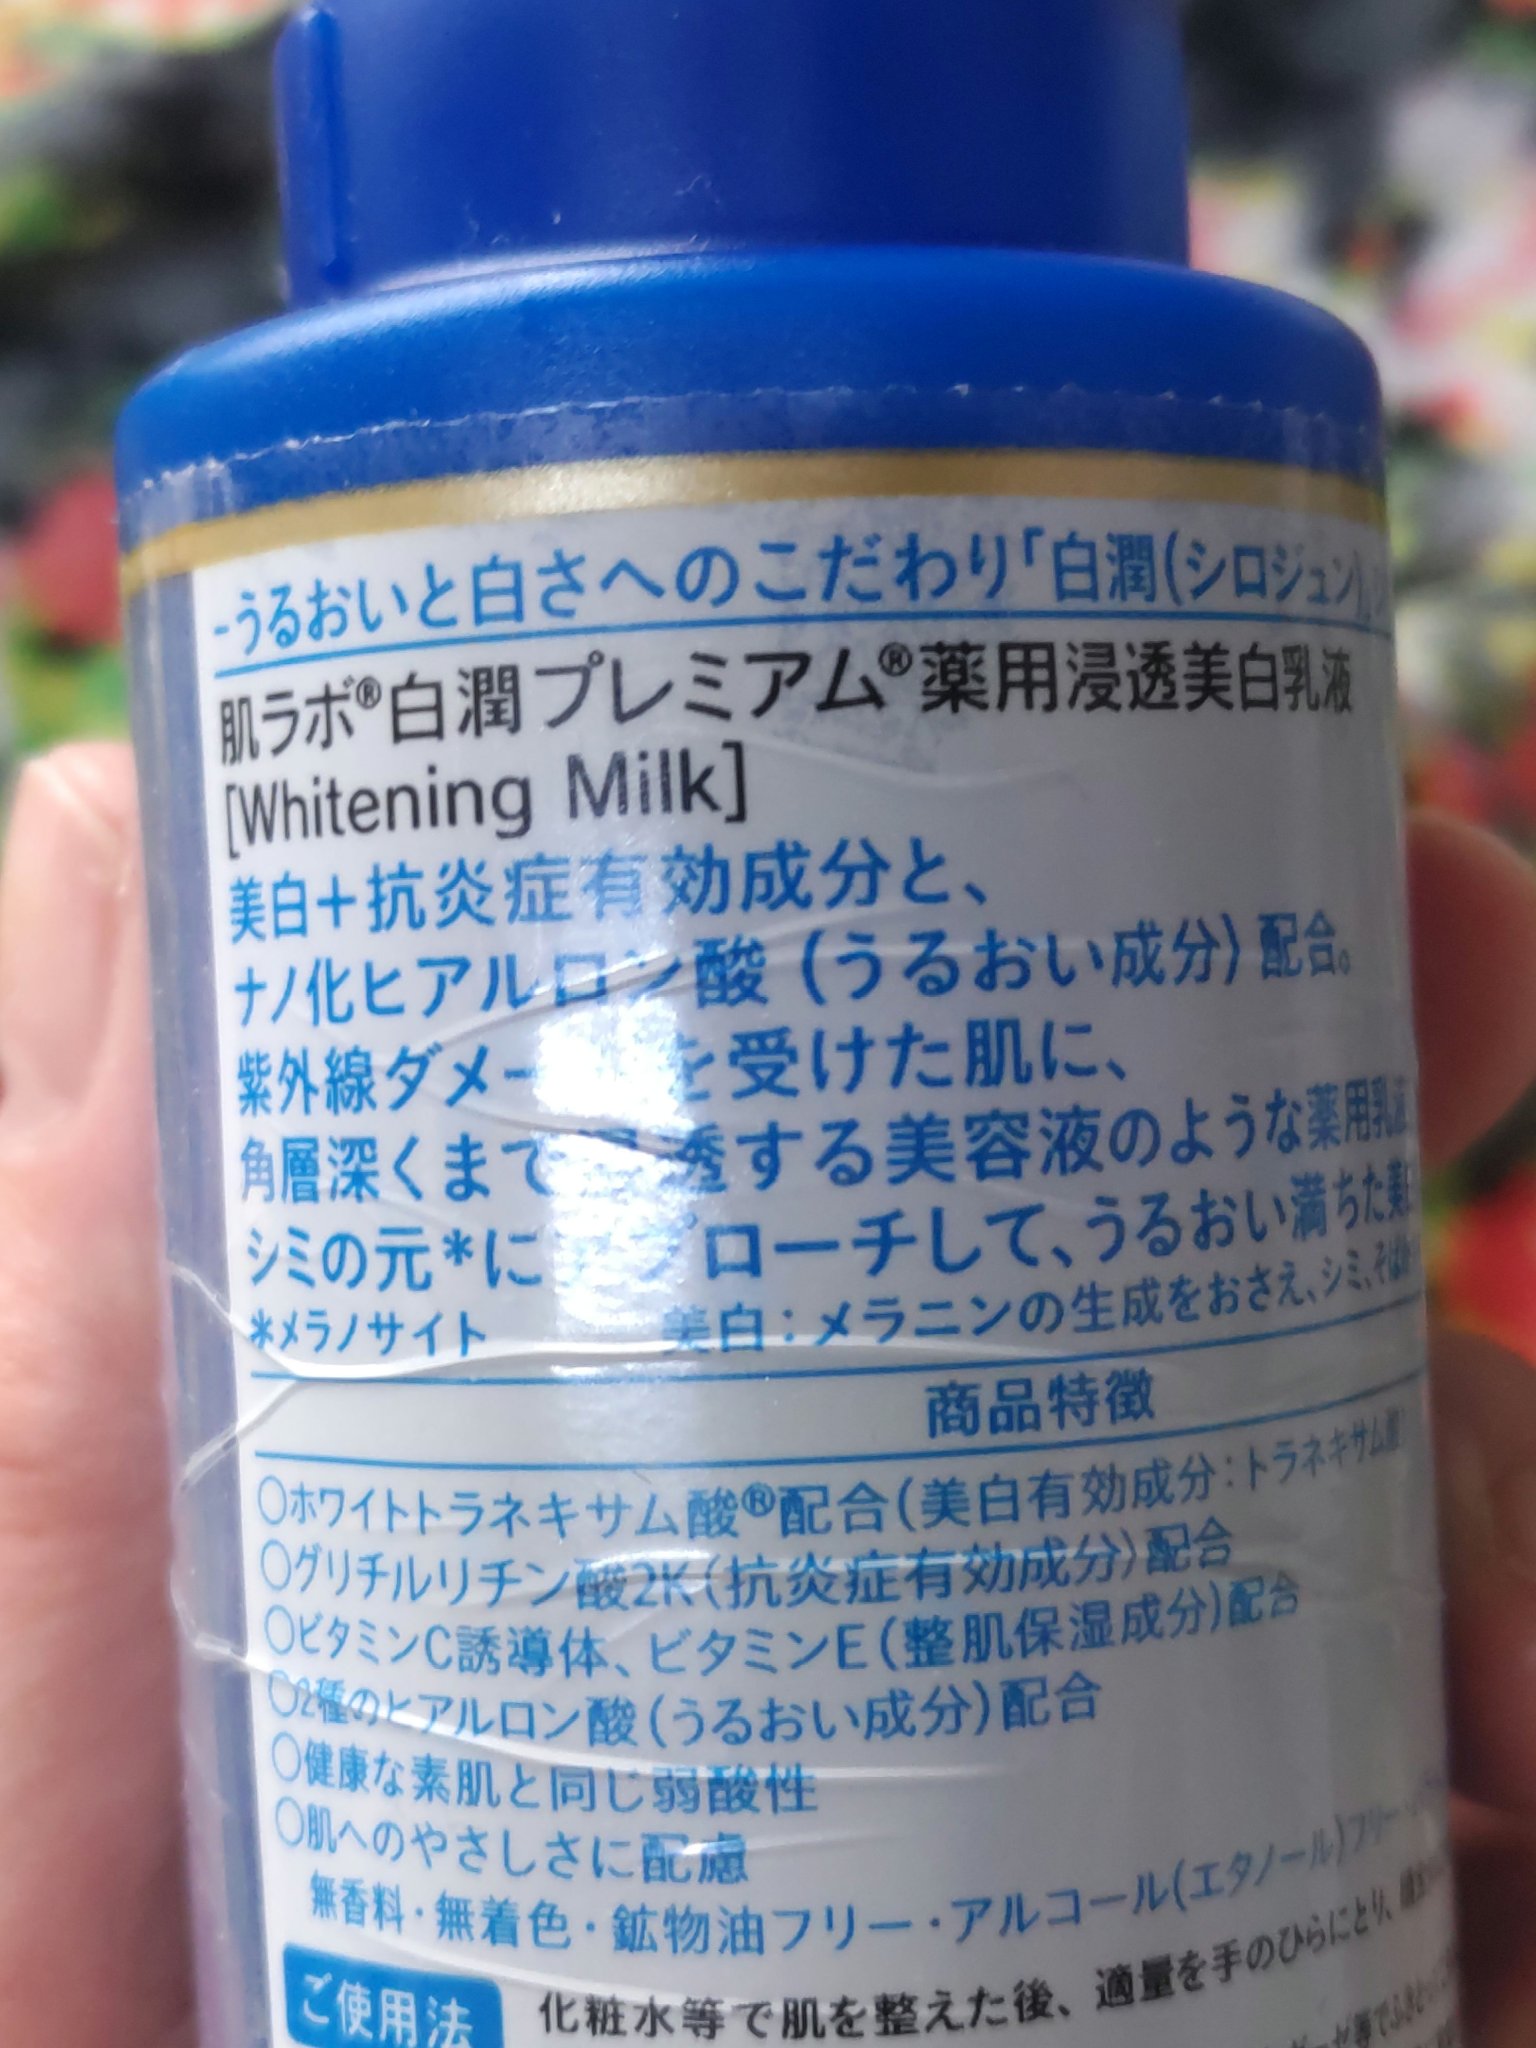 -うるおいと白さへのこだわり「白潤(シロジュン)」
肌ラボ®白潤プレミアム®薬用浸透美白乳液
[Whitening Milk]
美白+抗炎症有効成分と、
ナノ化ヒアルロン酸(うるおい成分)配合。
紫外線ダメージを受けた肌に、
角層深くまで浸透する美容液のような薬用乳液
シミの元*にアプローチして、うるおい満ちた
*メラノサイト 美白:メラニンの生成をおさえ、シミ、そばか
商品特徴
○ホワイトトラネキサム酸®配合(美白有効成分:トラネキサム酸)
○グリチルリチン酸2K(抗炎症有効成分)配合
○ビタミンC誘導体、ビタミンE(整肌保湿成分)配合
○2種のヒアルロン酸(うるおい成分)配合
○健康な素肌と同じ弱酸性
○肌へのやさしさに配慮
無香料・無着色・鉱物油フリー・アルコール(エタノール)フリー
ご使用法
化粧水等で肌を整えた後、適量を手のひらにとり、